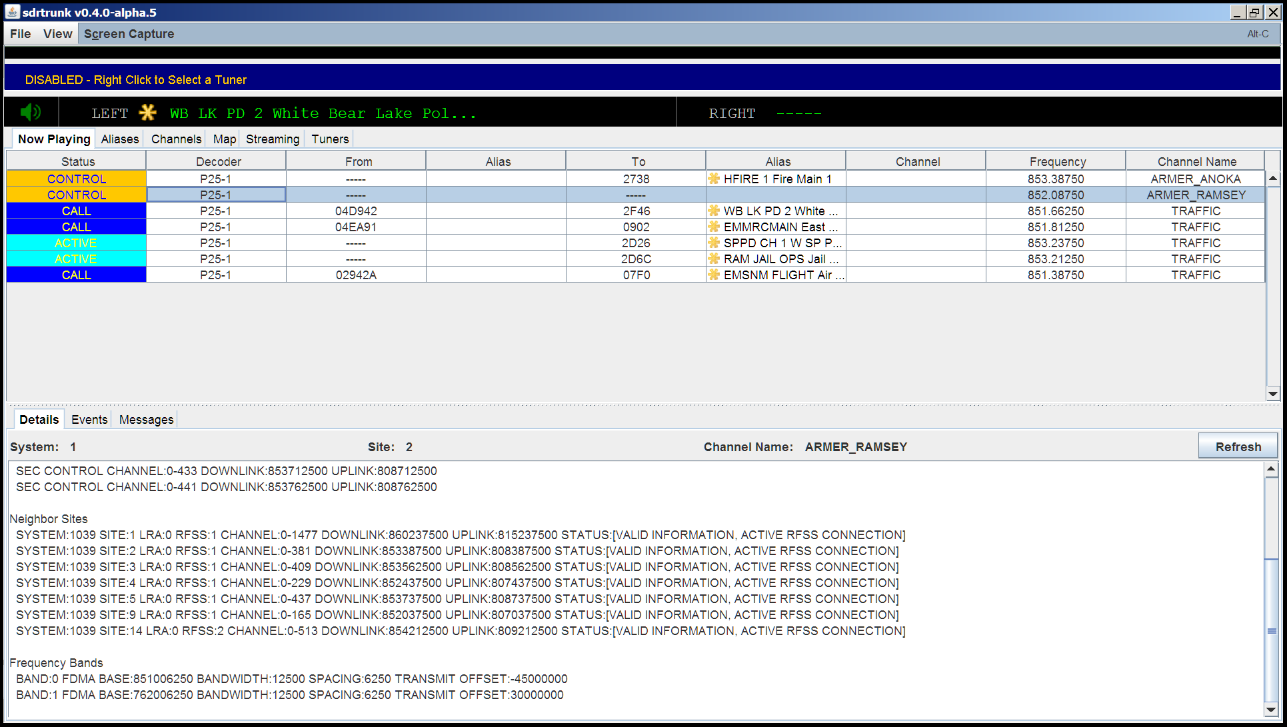 sdrtrunk v0.4.0-alpha.5
File View Screen Capture Alt-C
DISABLED - Right Click to Select a Tuner
LEFT WB LK PD 2 White Bear Lake Pol... RIGHT -----
Now Playing Aliases Channels Map Streaming Tuners
Status Decoder From Alias To Alias Channel Frequency Channel Name
CONTROL P25-1 ----- 2738 HFIRE 1 Fire Main 1 853.38750 ARMER_ANOKA
CONTROL P25-1 ----- ----- 852.08750 ARMER_RAMSEY
CALL P25-1 04D942 2F46 WB LK PD 2 White ... 851.66250 TRAFFIC
CALL P25-1 04EA91 0902 EMMRCMAIN East ... 851.81250 TRAFFIC
ACTIVE P25-1 ----- 2D26 SPPD CH 1 W SP P... 853.23750 TRAFFIC
ACTIVE P25-1 ----- 2D6C RAM JAIL OPS Jail ... 853.21250 TRAFFIC
CALL P25-1 02942A 07F0 EMSNM FLIGHT Air ... 851.38750 TRAFFIC
Details Events Messages
System: 1 Site: 2 Channel Name: ARMER_RAMSEY Refresh
SEC CONTROL CHANNEL:0-433 DOWNLINK:853712500 UPLINK:808712500
SEC CONTROL CHANNEL:0-441 DOWNLINK:853762500 UPLINK:808762500
Neighbor Sites
SYSTEM:1039 SITE:1 LRA:0 RFSS:1 CHANNEL:0-1477 DOWNLINK:860237500 UPLINK:815237500 STATUS:[VALID INFORMATION, ACTIVE RFSS CONNECTION]
SYSTEM:1039 SITE:2 LRA:0 RFSS:1 CHANNEL:0-381 DOWNLINK:853387500 UPLINK:808387500 STATUS:[VALID INFORMATION, ACTIVE RFSS CONNECTION]
SYSTEM:1039 SITE:3 LRA:0 RFSS:1 CHANNEL:0-409 DOWNLINK:853562500 UPLINK:808562500 STATUS:[VALID INFORMATION, ACTIVE RFSS CONNECTION]
SYSTEM:1039 SITE:4 LRA:0 RFSS:1 CHANNEL:0-229 DOWNLINK:852437500 UPLINK:807437500 STATUS:[VALID INFORMATION, ACTIVE RFSS CONNECTION]
SYSTEM:1039 SITE:5 LRA:0 RFSS:1 CHANNEL:0-437 DOWNLINK:853737500 UPLINK:808737500 STATUS:[VALID INFORMATION, ACTIVE RFSS CONNECTION]
SYSTEM:1039 SITE:9 LRA:0 RFSS:1 CHANNEL:0-165 DOWNLINK:852037500 UPLINK:807037500 STATUS:[VALID INFORMATION, ACTIVE RFSS CONNECTION]
SYSTEM:1039 SITE:14 LRA:0 RFSS:2 CHANNEL:0-513 DOWNLINK:854212500 UPLINK:809212500 STATUS:[VALID INFORMATION, ACTIVE RFSS CONNECTION]
Frequency Bands
BAND:0 FDMA BASE:851006250 BANDWIDTH:12500 SPACING:6250 TRANSMIT OFFSET:-45000000
BAND:1 FDMA BASE:762006250 BANDWIDTH:12500 SPACING:6250 TRANSMIT OFFSET:30000000